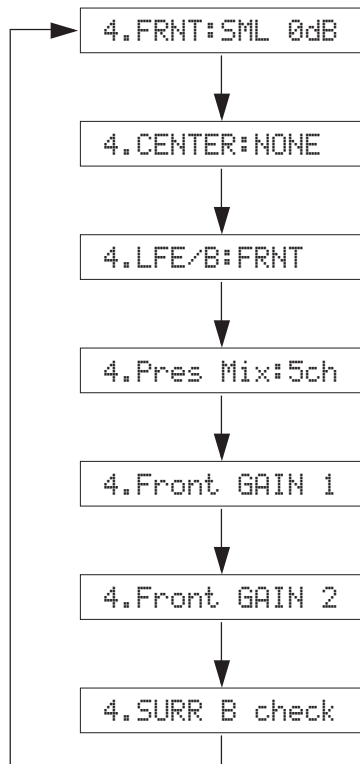 4.FRNT:SML 0dB
4.CENTER:NONE
4.LFE/B:FRNT
4.Pres Mix:5ch
4.Front GAIN 1
4.Front GAIN 2
4.SURR B check